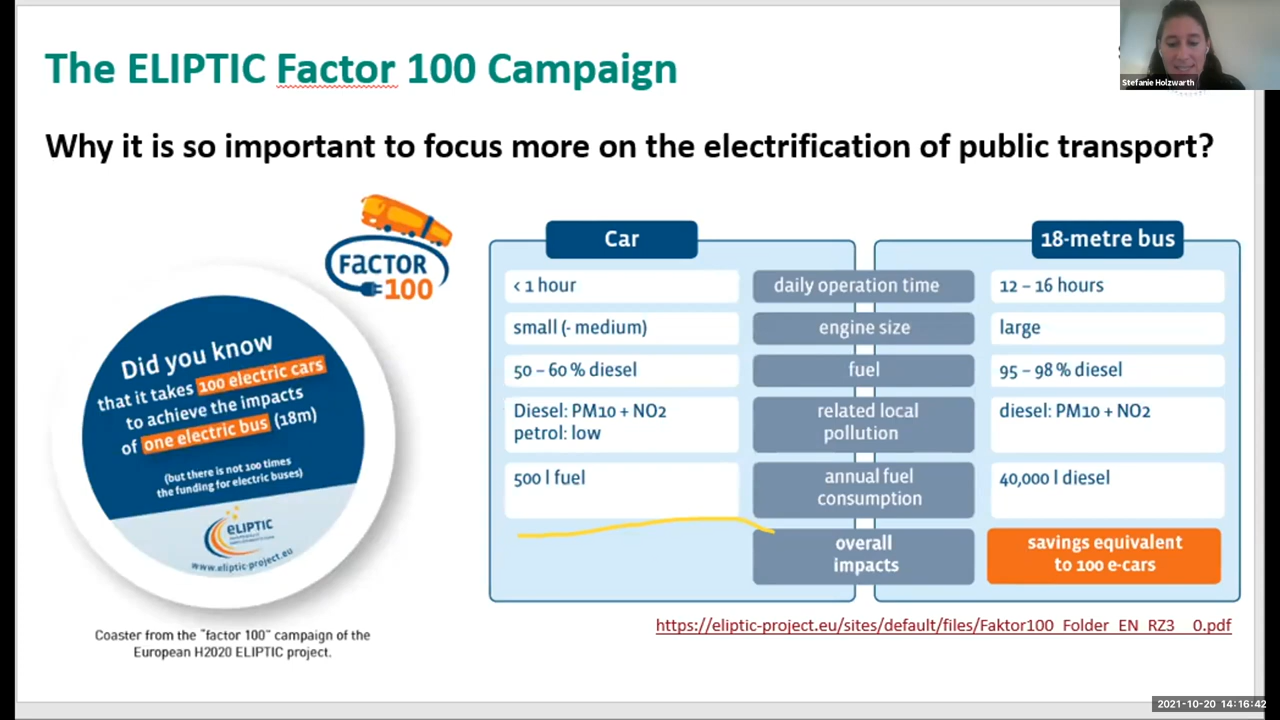 The ELIPTIC Factor 100 Campaign
Stefanie Holzwarth
Why it is so important to focus more on the electrification of public transport?
FACTOR
100
Did you know
that it takes 100 electric cars
to achieve the impacts
of one electric bus (18m)
(but there is not 100 times
the funding for electric buses)
eLIPTIC
www.eliptic-project.eu
Coaster from the "factor 100" campaign of the
European H2020 ELIPTIC project.
Car
18-metre bus
< 1 hour
daily operation time
12 – 16 hours
small (- medium)
engine size
large
50 – 60 % diesel
fuel
95 – 98 % diesel
Diesel: PM10 + NO2
petrol: low
related local
pollution
diesel: PM10 + NO2
500 l fuel
annual fuel
consumption
40,000 l diesel
overall
impacts
savings equivalent
to 100 e-cars
https://eliptic-project.eu/sites/default/files/Faktor100_Folder_EN_RZ3__0.pdf
2021-10-20 14:16:42